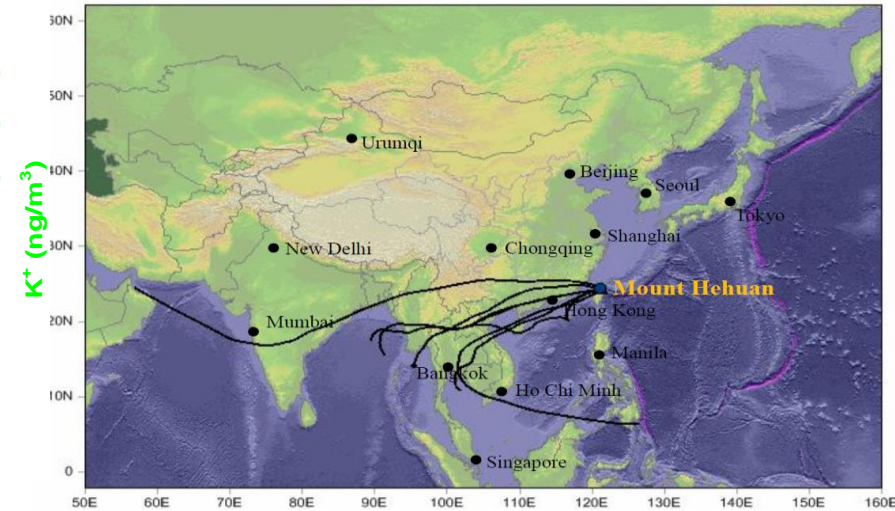 60N
50N
40N
30N
20N
10N
0
K⁺ (ng/m³)
Urumqi
Beijing
Seoul
Tokyo
New Delhi
Chongqing
Shanghai
Mount Hehuan
Hong Kong
Mumbai
Manila
Bangkok
Ho Chi Minh
Singapore
50E
60E
70E
80E
90E
100E
110E
120E
130E
140E
150E
160E